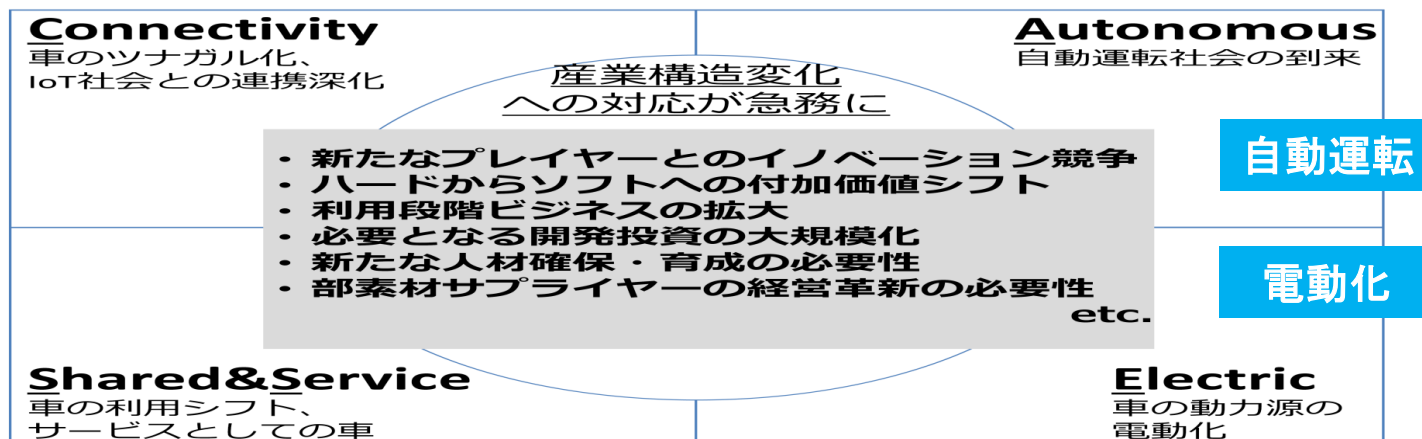 Connectivity
車のツナガル化、
IoT社会との連携深化
Autonomous
自動運転社会の到来
産業構造変化
への対応が急務に
自動運転
・ 新たなプレイヤーとのイノベーション競争
・ ハードからソフトへの付加価値シフト
・ 利用段階ビジネスの拡大
・ 必要となる開発投資の大規模化
・ 新たな人材確保・育成の必要性
・ 部素材サプライヤーの経営革新の必要性
etc.
電動化
Shared&Service
車の利用シフト、
サービスとしての車
Electric
車の動力源の
電動化